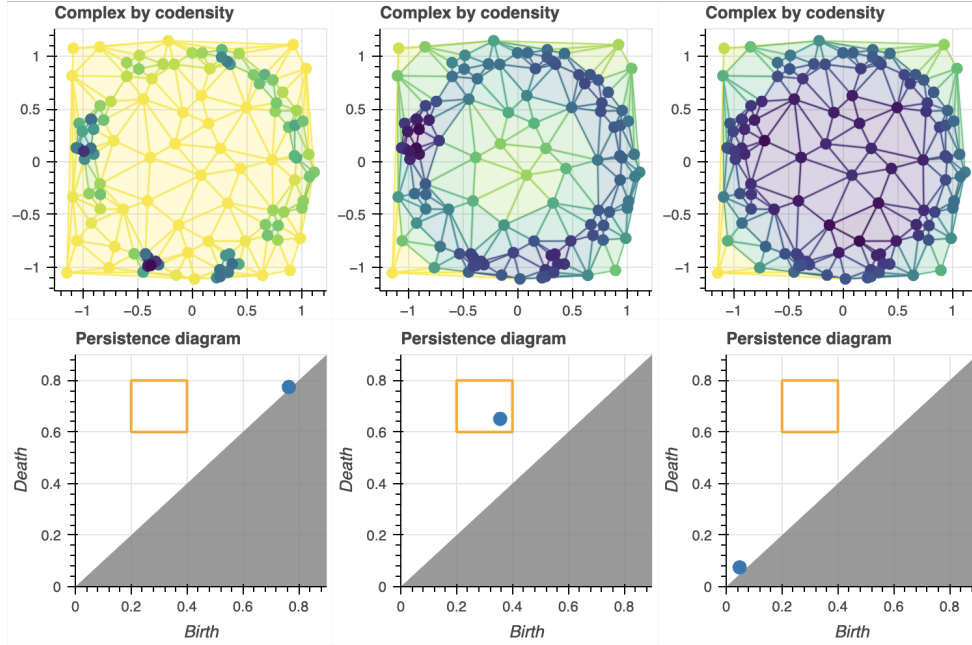 Complex by codensity Complex by codensity Complex by codensity
1 1 1
0.5 0.5 0.5
0 0 0
−0.5 −0.5 −0.5
−1 −1 −1
−1 −0.5 0 0.5 1 −1 −0.5 0 0.5 1 −1 −0.5 0 0.5 1
Persistence diagram Persistence diagram Persistence diagram
0.8 0.8 0.8
0.6 0.6 0.6
Death Death Death
0.4 0.4 0.4
0.2 0.2 0.2
0 0 0
0 0.2 0.4 0.6 0.8 0 0.2 0.4 0.6 0.8 0 0.2 0.4 0.6 0.8
Birth Birth Birth